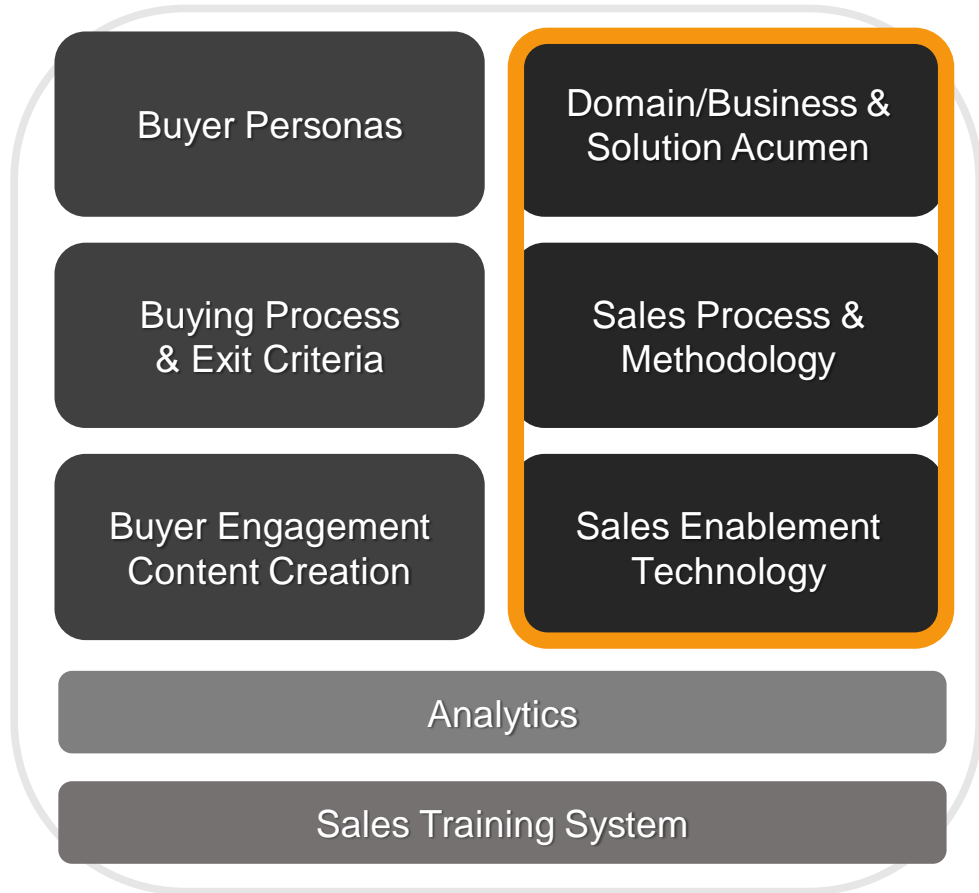 Buyer Personas
Domain/Business &
Solution Acumen
Buying Process
& Exit Criteria
Sales Process &
Methodology
Buyer Engagement
Content Creation
Sales Enablement
Technology
Analytics
Sales Training System